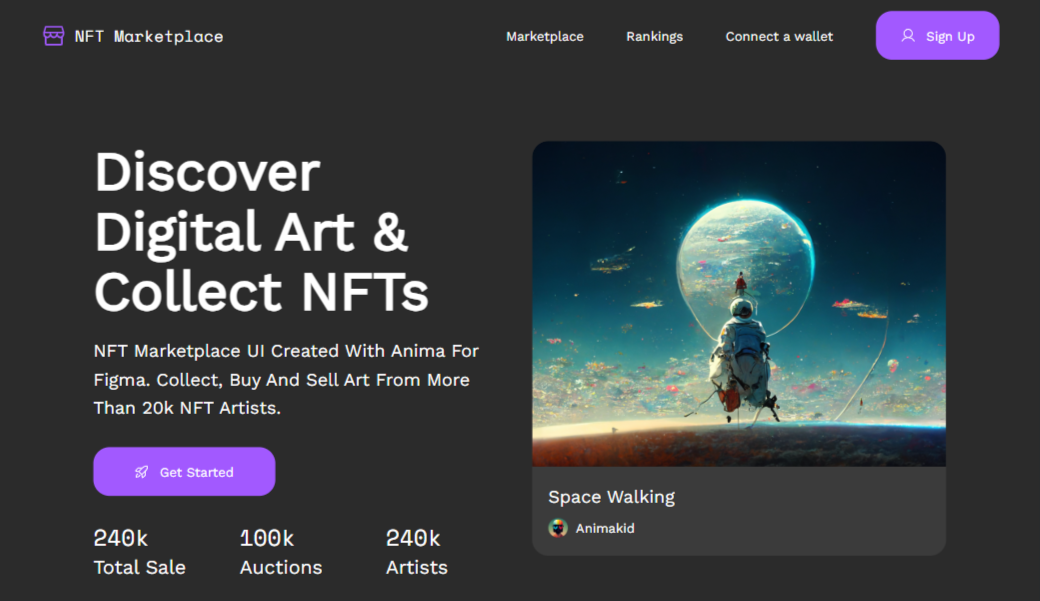 NFT Marketplace
Marketplace
Rankings
Connect a wallet
Sign Up
Discover
Digital Art &
Collect NFTs
NFT Marketplace UI Created With Anima For
Figma. Collect, Buy And Sell Art From More
Than 20k NFT Artists.
Get Started
240k
Total Sale
100k
Auctions
240k
Artists
Space Walking
Animakid